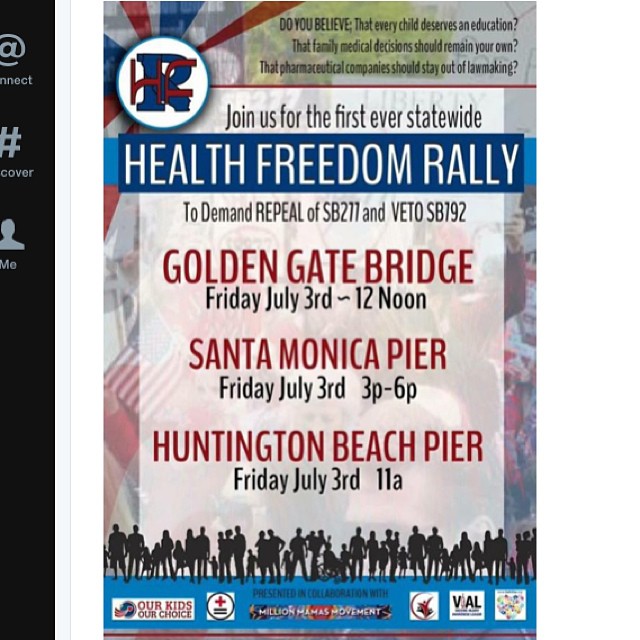 @
nnect
#
cover
Me
DO YOU BELIEVE; That every child deserves an education?
That family medical decisions should remain your own?
That pharmaceutical companies should stay out of lawmaking?
Join us for the first ever statewide
HEALTH FREEDOM RALLY
To Demand REPEAL of SB277 and VETO SB792
GOLDEN GATE BRIDGE
Friday July 3rd ~ 12 Noon
SANTA MONICA PIER
Friday July 3rd 3p-6p
HUNTINGTON BEACH PIER
Friday July 3rd 11a
PRESENTED IN COLLABORATION WITH
OUR KIDS
OUR CHOICE
MILLION MAMAS MOVEMENT
VIAL